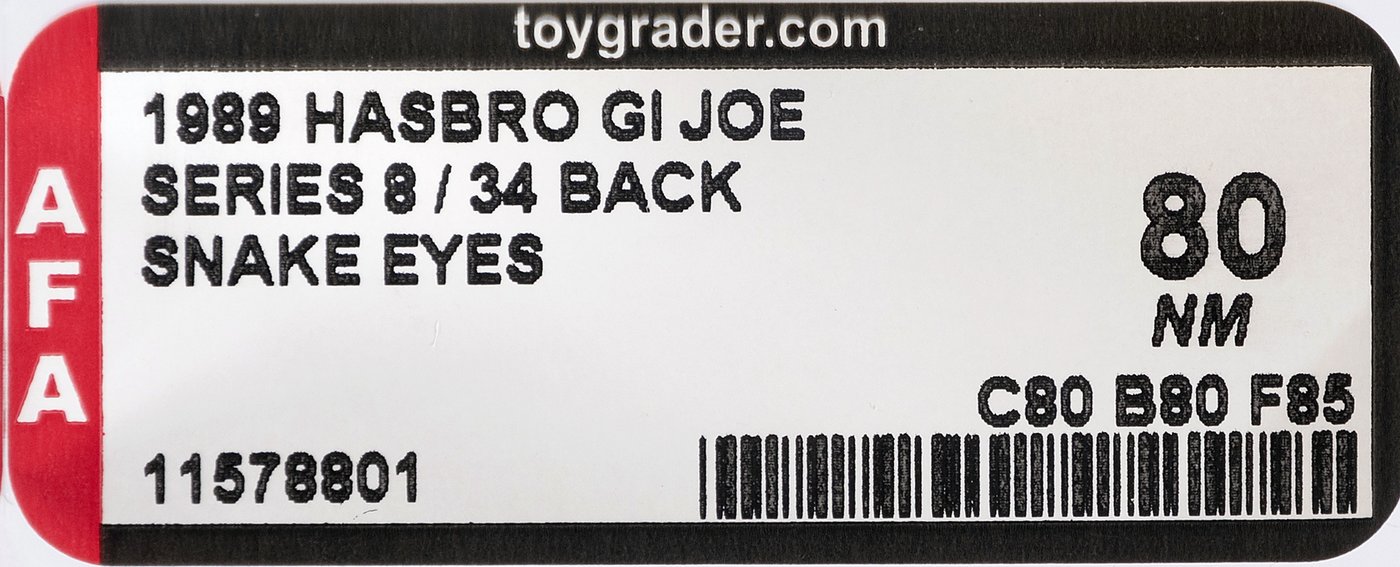 toygrader.com
AFA
1989 HASBRO GI JOE
SERIES 8 / 34 BACK
SNAKE EYES
80
NM
C80 B80 F85
11578801